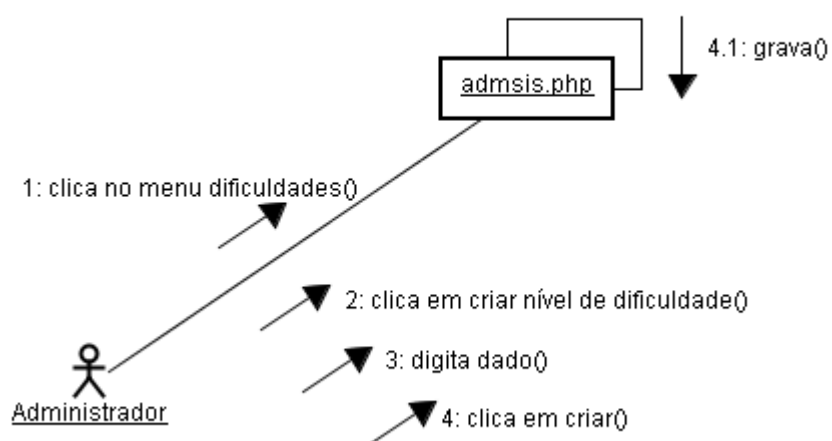 4.1: grava()
admsis.php
1: clica no menu dificuldades()
2: clica em criar nível de dificuldade()
3: digita dado()
Administrador
4: clica em criar()